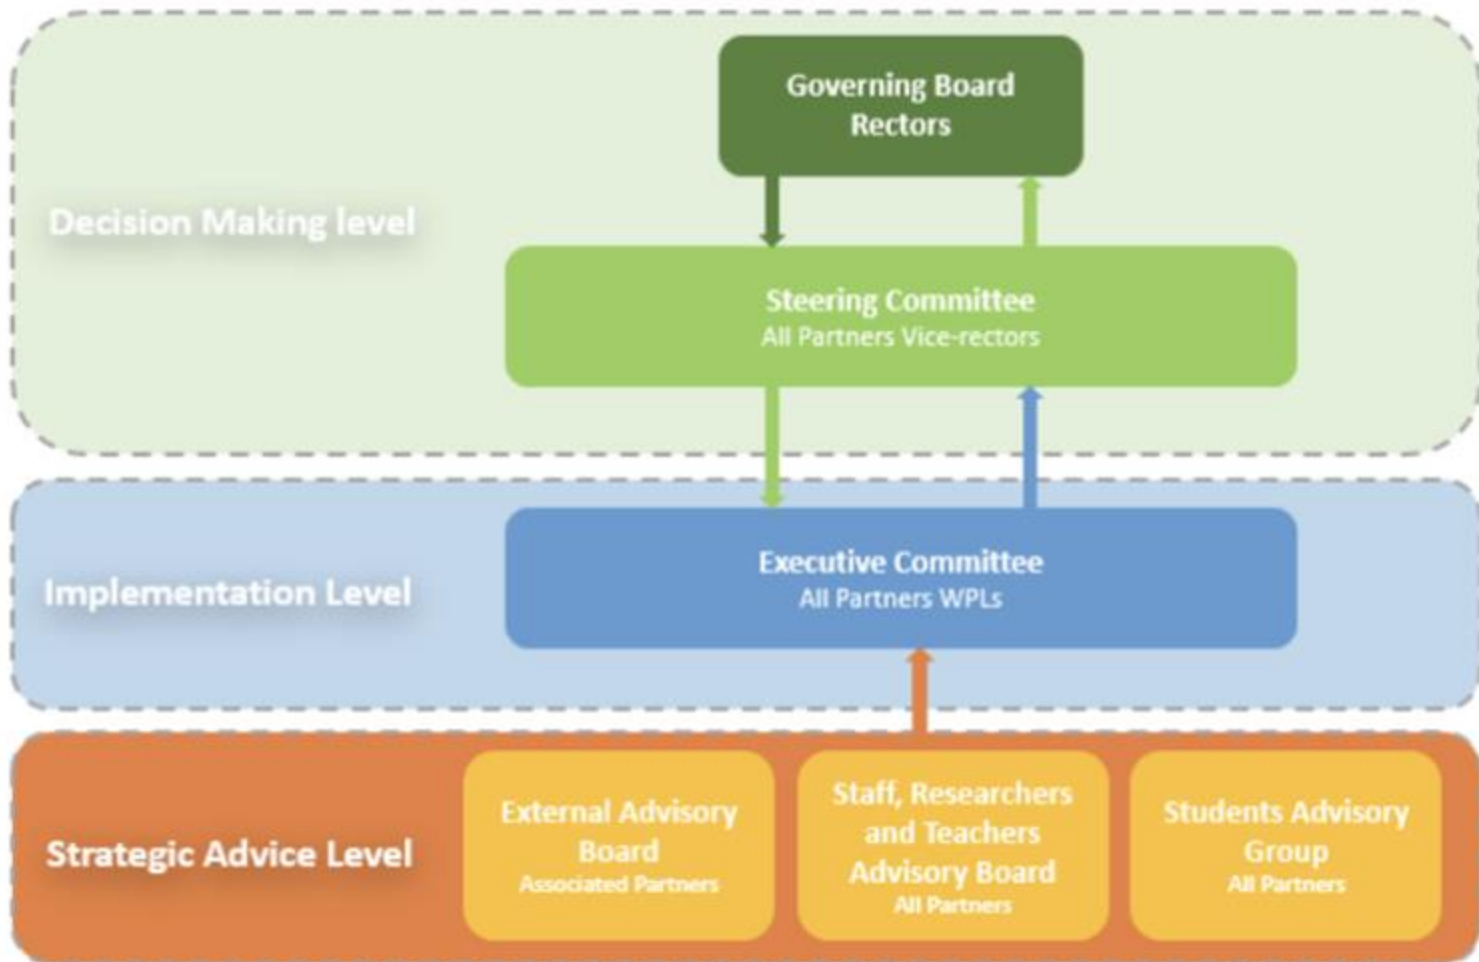 Governing Board
Rectors
Decision Making level
Steering Committee
All Partners Vice-rectors
Executive Committee
All Partners WPLs
Implementation Level
Strategic Advice Level
External Advisory
Board
Associated Partners
Staff, Researchers
and Teachers
Advisory Board
All Partners
Students Advisory
Group
All Partners